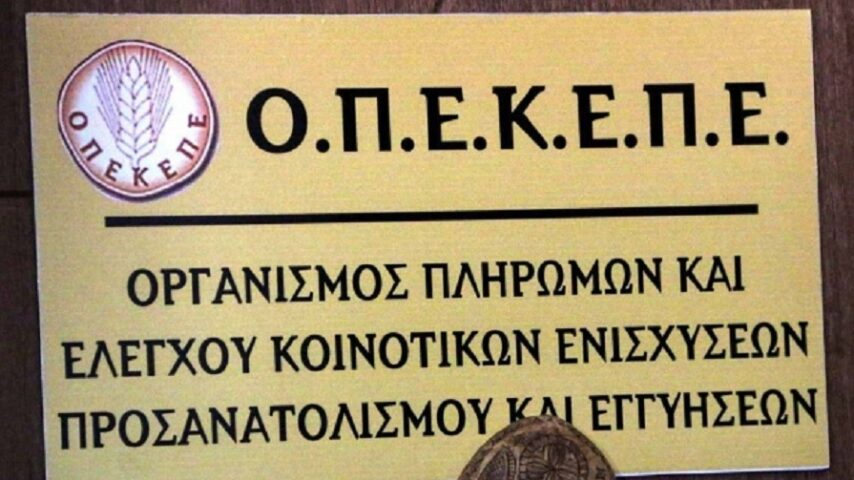 Ο.Π.Ε.Κ.Ε.Π.Ε.
ΟΠΕΚΕΠΕ
ΟΡΓΑΝΙΣΜΟΣ ΠΛΗΡΩΜΩΝ ΚΑΙ
ΕΛΕΓΧΟΥ ΚΟΙΝΟΤΙΚΩΝ ΕΝΙΣΧΥΣΕΩΝ
ΠΡΟΣΑΝΑΤΟΛΙΣΜΟΥ ΚΑΙ ΕΓΓΥΗΣΕΩΝ